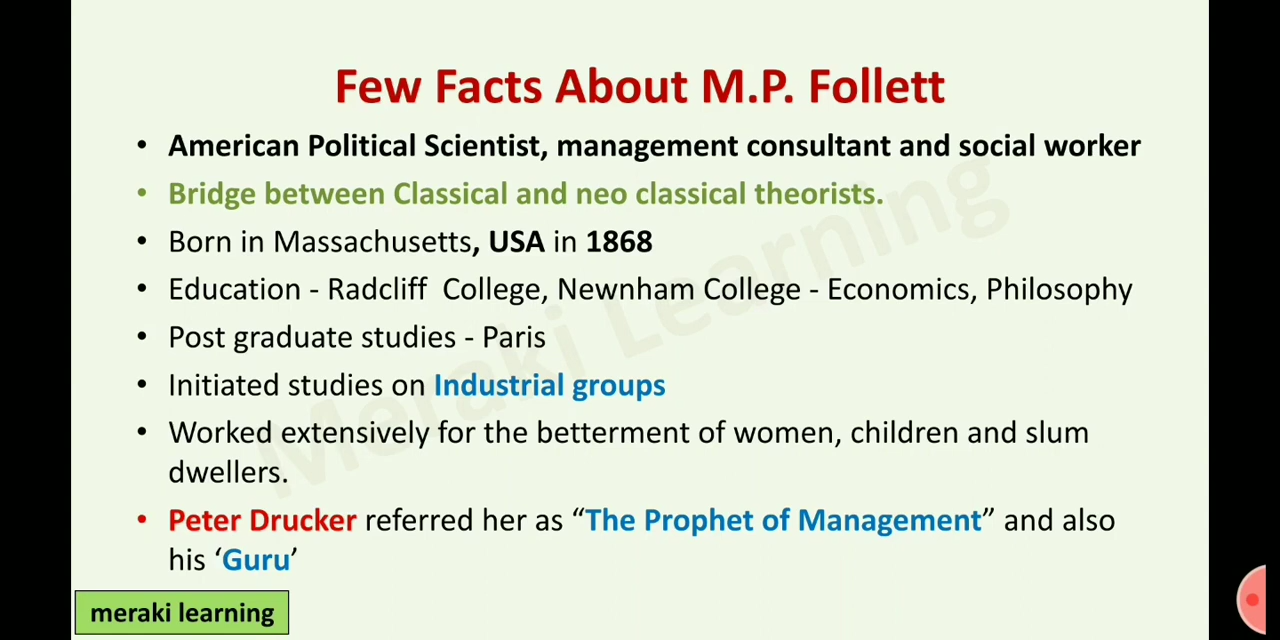 Few Facts About M.P. Follett
• American Political Scientist, management consultant and social worker
• Bridge between Classical and neo classical theorists.
• Born in Massachusetts, USA in 1868
• Education - Radcliff College, Newnham College - Economics, Philosophy
• Post graduate studies - Paris
• Initiated studies on Industrial groups
• Worked extensively for the betterment of women, children and slum
dwellers.
• Peter Drucker referred her as “The Prophet of Management” and also
his ‘Guru’
meraki learning
Meraki Learning